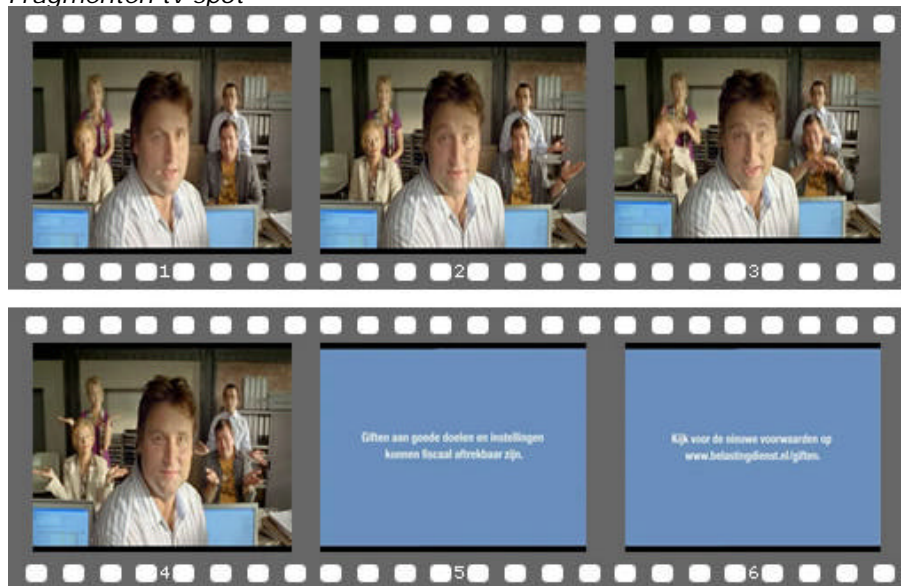 Fragmenten tv-spot
1 2 3
Giften aan goede doelen en instellingen
kunnen fiscaal aftrekbaar zijn.
Kijk voor de nieuwe voorwaarden op
www.belastingdienst.nl/giften.
4 5 6